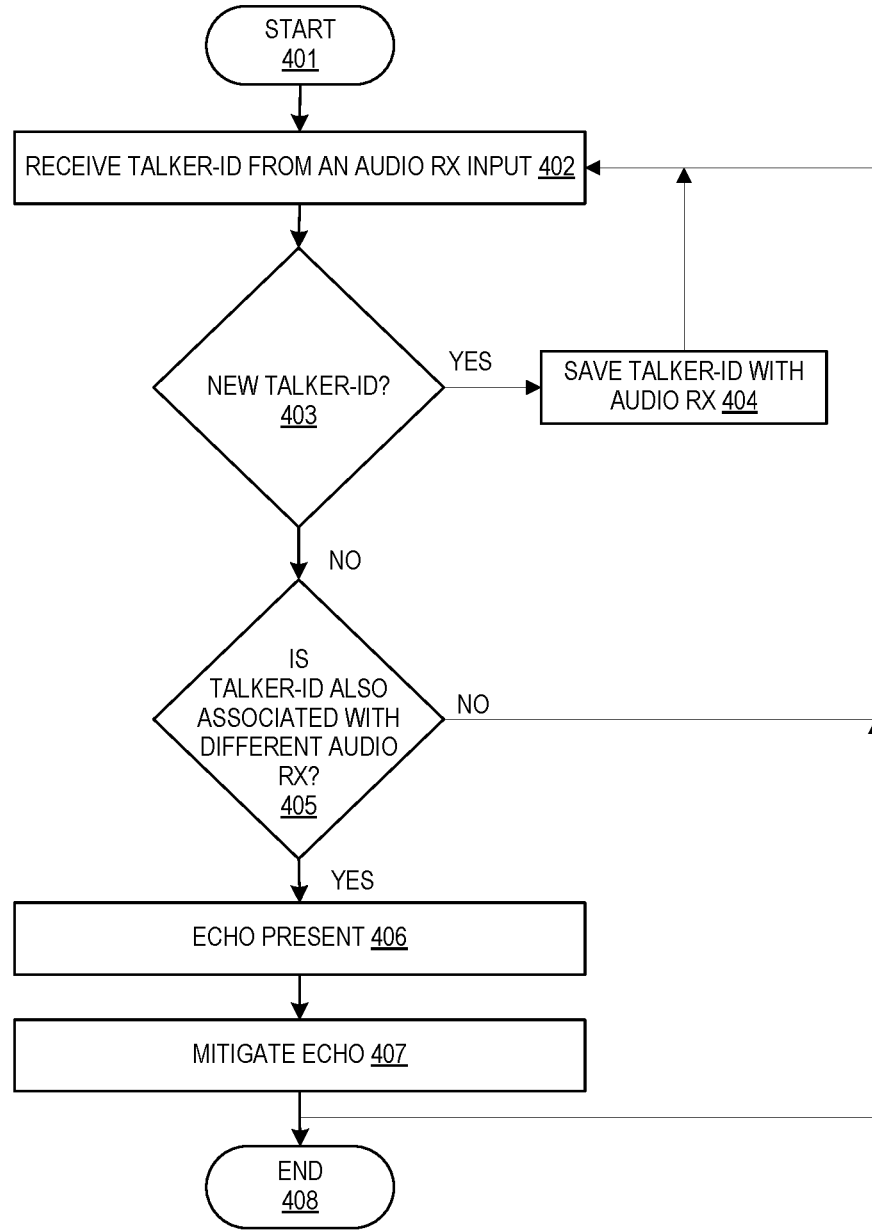 START
401
RECEIVE TALKER-ID FROM AN AUDIO RX INPUT 402
NEW TALKER-ID?
403
YES
SAVE TALKER-ID WITH
AUDIO RX 404
NO
IS
TALKER-ID ALSO
ASSOCIATED WITH
DIFFERENT AUDIO
RX?
405
NO
YES
ECHO PRESENT 406
MITIGATE ECHO 407
END
408